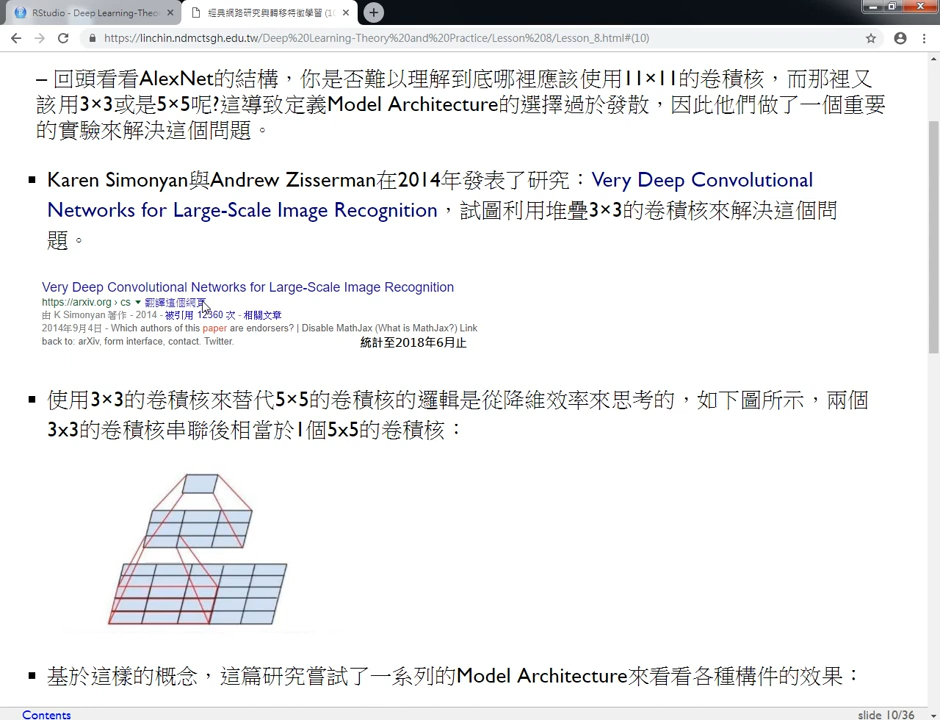 RStudio - Deep Learning-Theo
經典網路研究與轉移特徵學習 (1
https://linchin.ndmctsgh.edu.tw/Deep%20Learning-Theory%20and%20Practice/Lesson%208/Lesson_8.html#(10)
– 回頭看看AlexNet的結構，你是否難以理解到底哪裡應該使用11×11的卷積核，而那裡又
該用3×3或是5×5呢?這導致定義Model Architecture的選擇過於發散，因此他們做了一個重要
的實驗來解決這個問題。
▪ Karen Simonyan與Andrew Zisserman在2014年發表了研究：Very Deep Convolutional
Networks for Large-Scale Image Recognition，試圖利用堆疊3×3的卷積核來解決這個問
題。
Very Deep Convolutional Networks for Large-Scale Image Recognition
https://arxiv.org › cs ▾ 翻譯這個網頁
由 K Simonyan 著作 - 2014 - 被引用 12360 次 - 相關文章
2014年9月4日 - Which authors of this paper are endorsers? | Disable MathJax (What is MathJax?) Link
back to: arXiv, form interface, contact. Twitter.
統計至2018年6月止
▪ 使用3×3的卷積核來替代5×5的卷積核的邏輯是從降維效率來思考的，如下圖所示，兩個
3x3的卷積核串聯後相當於1個5x5的卷積核：
▪ 基於這樣的概念，這篇研究嘗試了一系列的Model Architecture來看看各種構件的效果：
Contents
slide 10/36